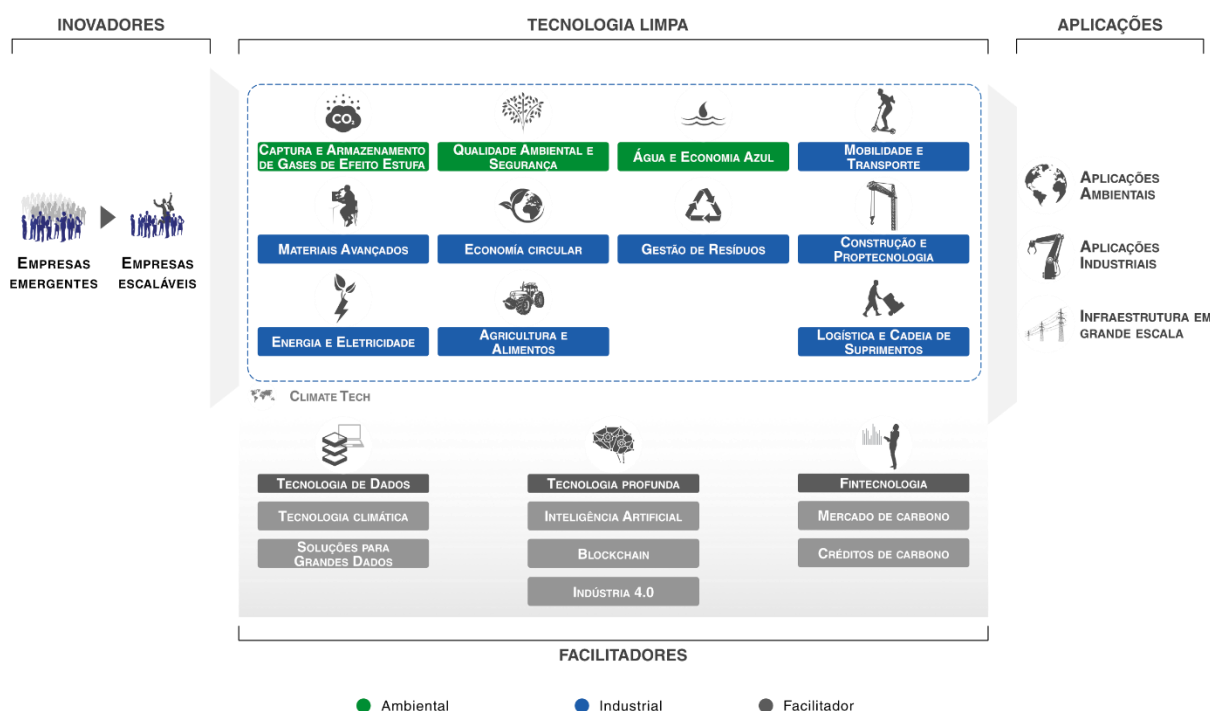 INOVADORES
TECNOLOGIA LIMPA
APLICAÇÕES
CO₂
CAPTURA E ARMAZENAMENTO
DE GASES DE EFEITO ESTUFA
QUALIDADE AMBIENTAL E
SEGURANÇA
ÁGUA E ECONOMIA AZUL
MOBILIDADE E
TRANSPORTE
MATERIAIS AVANÇADOS
ECONOMÍA CIRCULAR
GESTÃO DE RESÍDUOS
CONSTRUÇÃO E
PROPTECNOLOGIA
ENERGIA E ELETRICIDADE
AGRICULTURA E
ALIMENTOS
LOGÍSTICA E CADEIA DE
SUPRIMENTOS
EMPRESAS
EMERGENTES
EMPRESAS
ESCALÁVEIS
APLICAÇÕES
AMBIENTAIS
APLICAÇÕES
INDUSTRIAIS
INFRAESTRUTURA EM
GRANDE ESCALA
CLIMATE TECH
TECNOLOGIA DE DADOS
TECNOLOGIA CLIMÁTICA
SOLUÇÕES PARA
GRANDES DADOS
TECNOLOGIA PROFUNDA
INTELIGÊNCIA ARTIFICIAL
BLOCKCHAIN
INDÚSTRIA 4.0
FINTECNOLOGIA
MERCADO DE CARBONO
CRÉDITOS DE CARBONO
FACILITADORES
Ambiental
Industrial
Facilitador